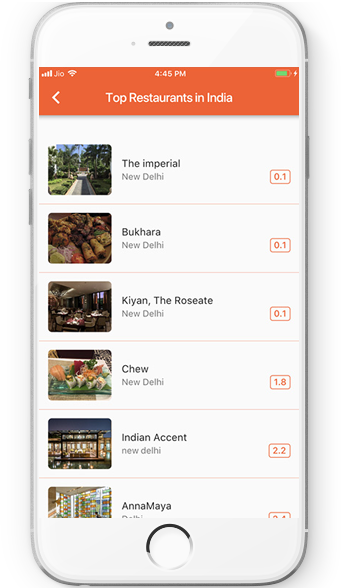 Jio 4:45 PM
Top Restaurants in India
The imperial
New Delhi
0.1
Bukhara
New Delhi
0.1
Kiyan, The Roseate
New Delhi
0.1
Chew
New Delhi
1.8
Indian Accent
new delhi
2.2
AnnaMaya